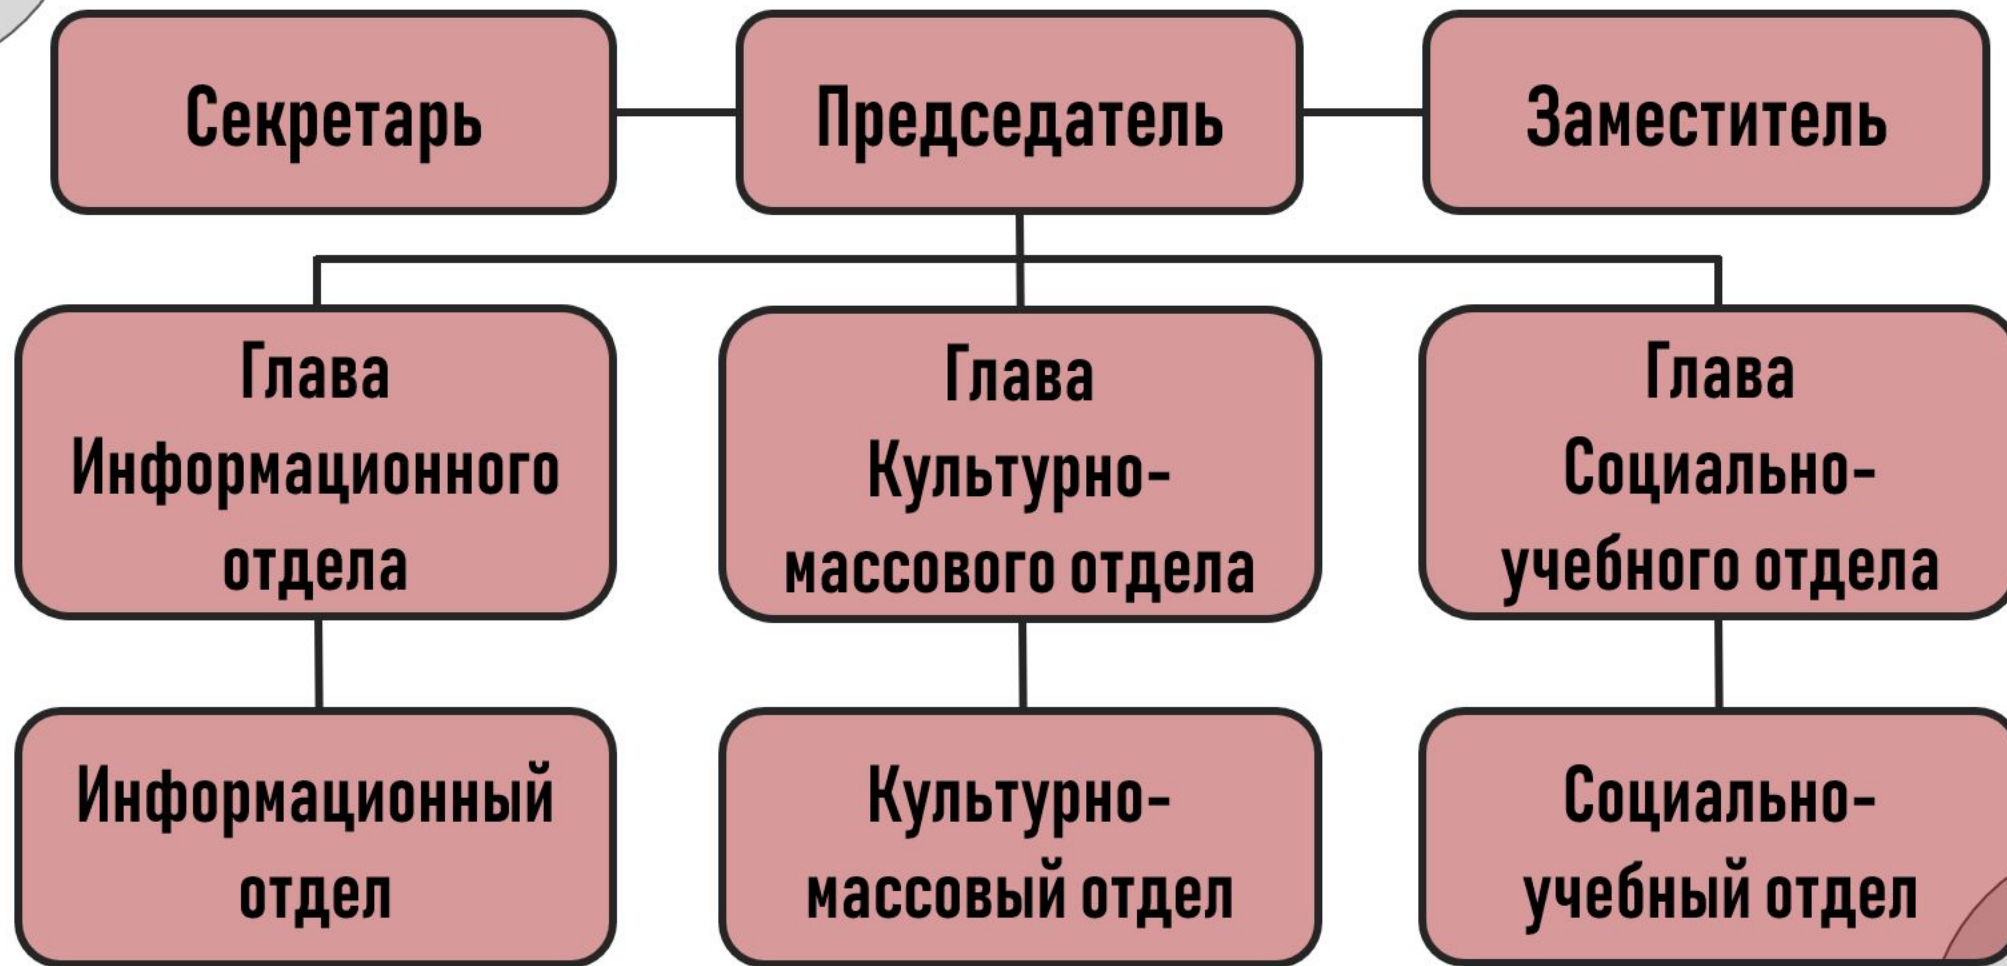 Секретарь
Председатель
Заместитель
Глава
Информационного
отдела
Глава
Культурно-
массового отдела
Глава
Социально-
учебного отдела
Информационный
отдел
Культурно-
массовый отдел
Социально-
учебный отдел